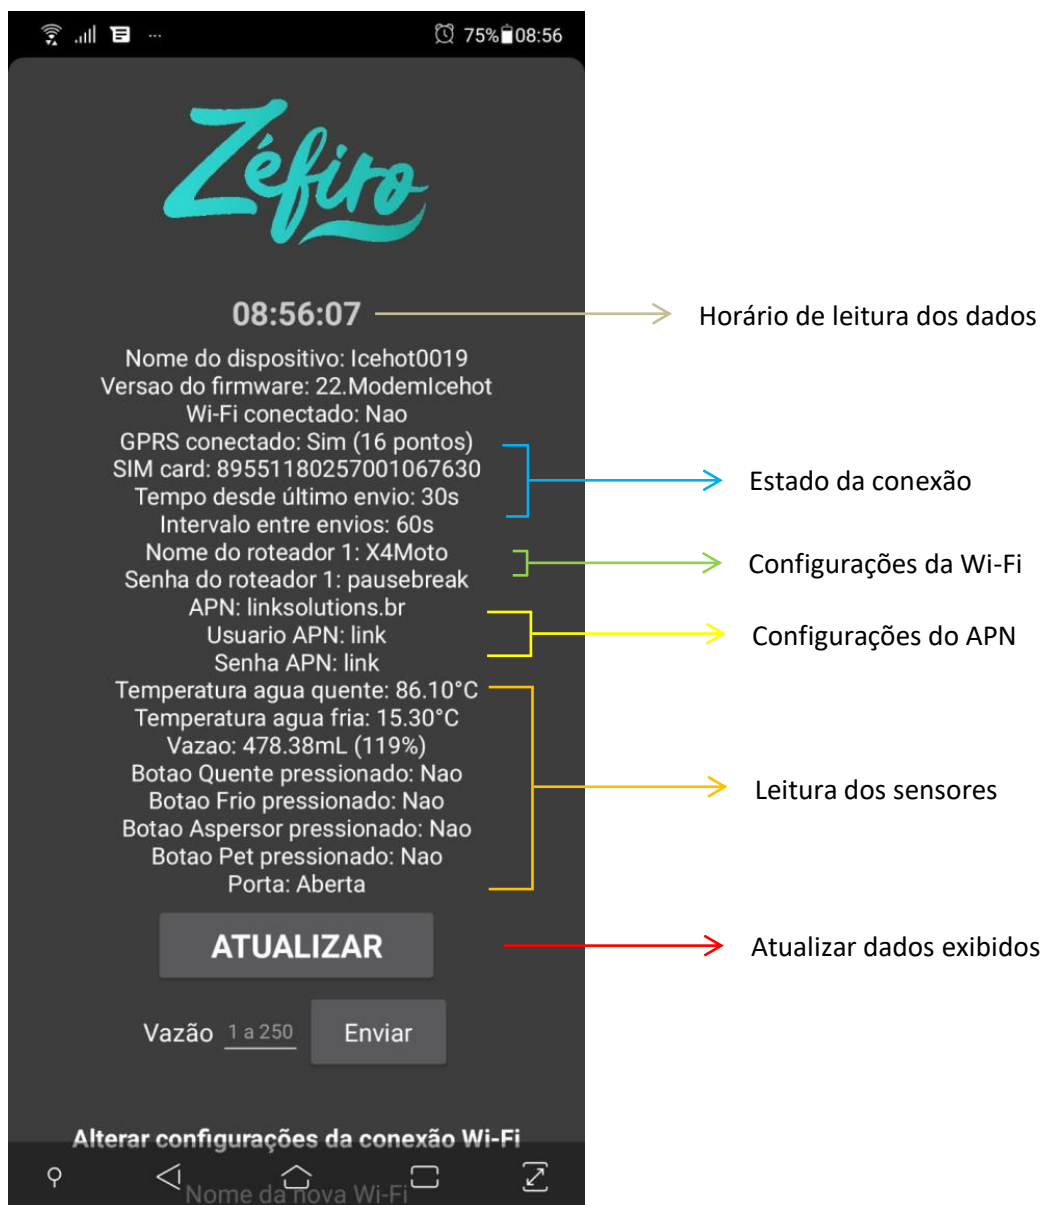 75% 08:56
Zéfiro
08:56:07
Horário de leitura dos dados
Nome do dispositivo: Icehot0019
Versao do firmware: 22.ModemIcehot
Wi-Fi conectado: Nao
GPRS conectado: Sim (16 pontos)
SIM card: 89551180257001067630
Tempo desde último envio: 30s
Intervalo entre envios: 60s
Estado da conexão
Nome do roteador 1: X4Moto
Senha do roteador 1: pausebreak
Configurações da Wi-Fi
APN: linksolutions.br
Usuario APN: link
Senha APN: link
Configurações do APN
Temperatura agua quente: 86.10°C
Temperatura agua fria: 15.30°C
Vazao: 478.38mL (119%)
Botao Quente pressionado: Nao
Botao Frio pressionado: Nao
Botao Aspersor pressionado: Nao
Botao Pet pressionado: Nao
Porta: Aberta
Leitura dos sensores
ATUALIZAR
Atualizar dados exibidos
Vazão 1 a 250 Enviar
Alterar configurações da conexão Wi-Fi
Nome da nova Wi-Fi